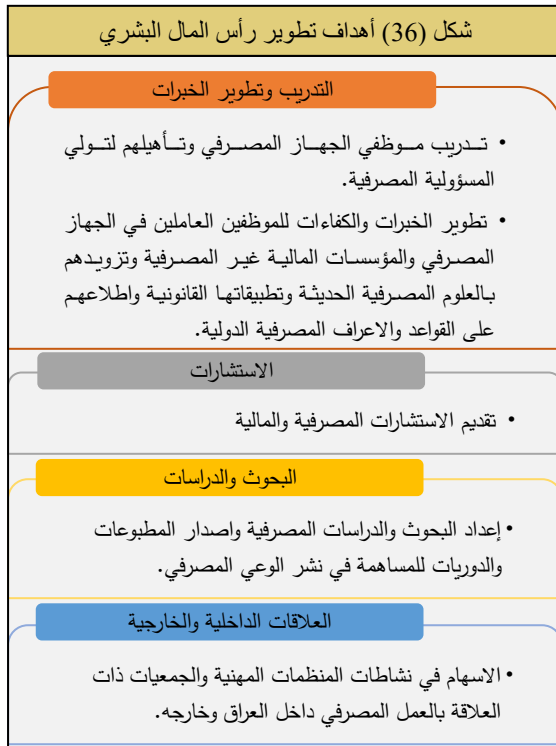 شكل (36) أهداف تطوير رأس المال البشري
التدريب وتطوير الخبرات
• تدريب موظفي الجهاز المصرفي وتأهيلهم لتولي
المسؤولية المصرفية.
• تطوير الخبرات والكفاءات للموظفين العاملين في الجهاز
المصرفي والمؤسسات المالية غير المصرفية وتزويدهم
بالعلوم المصرفية الحديثة وتطبيقاتها القانونية واطلاعهم
على القواعد والاعراف المصرفية الدولية.
الاستشارات
• تقديم الاستشارات المصرفية والمالية
البحوث والدراسات
• إعداد البحوث والدراسات المصرفية واصدار المطبوعات
والدوريات للمساهمة في نشر الوعي المصرفي.
العلاقات الداخلية والخارجية
• الاسهام في نشاطات المنظمات المهنية والجمعيات ذات
العلاقة بالعمل المصرفي داخل العراق وخارجه.